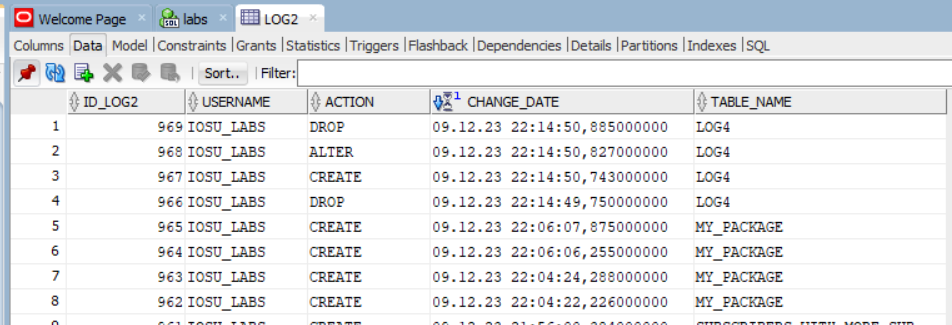 Welcome Page × labs × LOG2 ×
Columns Data Model Constraints Grants Statistics Triggers Flashback Dependencies Details Partitions Indexes SQL
Sort.. Filter:
ID_LOG2 USERNAME ACTION 1 CHANGE_DATE TABLE_NAME
1 969 IOSU_LABS DROP 09.12.23 22:14:50,885000000 LOG4
2 968 IOSU_LABS ALTER 09.12.23 22:14:50,827000000 LOG4
3 967 IOSU_LABS CREATE 09.12.23 22:14:50,743000000 LOG4
4 966 IOSU_LABS DROP 09.12.23 22:14:49,750000000 LOG4
5 965 IOSU_LABS CREATE 09.12.23 22:06:07,875000000 MY_PACKAGE
6 964 IOSU_LABS CREATE 09.12.23 22:06:06,255000000 MY_PACKAGE
7 963 IOSU_LABS CREATE 09.12.23 22:04:24,288000000 MY_PACKAGE
8 962 IOSU_LABS CREATE 09.12.23 22:04:22,226000000 MY_PACKAGE